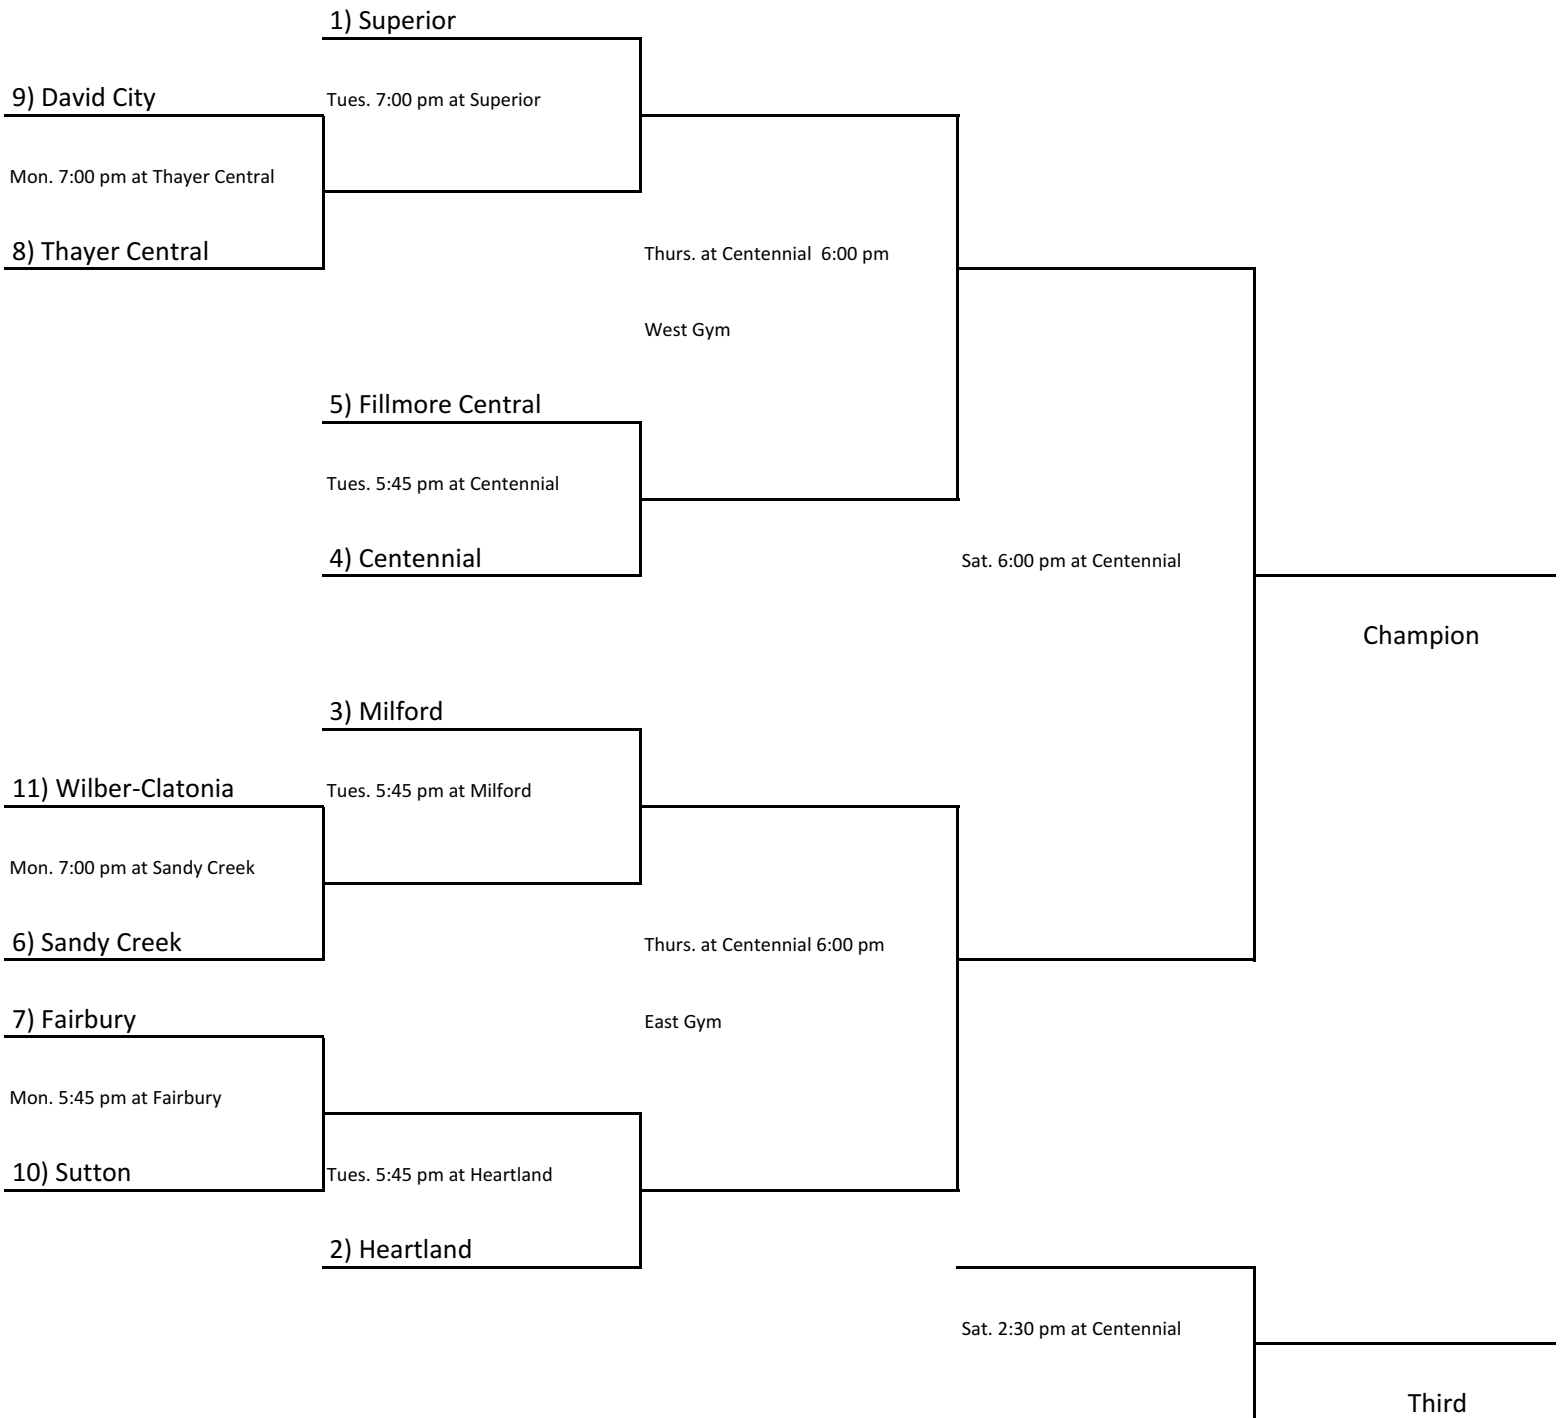 1) Superior
9) David City
Tues. 7:00 pm at Superior
Mon. 7:00 pm at Thayer Central
8) Thayer Central
Thurs. at Centennial  6:00 pm
West Gym
5) Fillmore Central
Tues. 5:45 pm at Centennial
4) Centennial
Sat. 6:00 pm at Centennial
Champion
3) Milford
11) Wilber-Clatonia
Tues. 5:45 pm at Milford
Mon. 7:00 pm at Sandy Creek
6) Sandy Creek
Thurs. at Centennial 6:00 pm
7) Fairbury
East Gym
Mon. 5:45 pm at Fairbury
10) Sutton
Tues. 5:45 pm at Heartland
2) Heartland
Sat. 2:30 pm at Centennial
Third